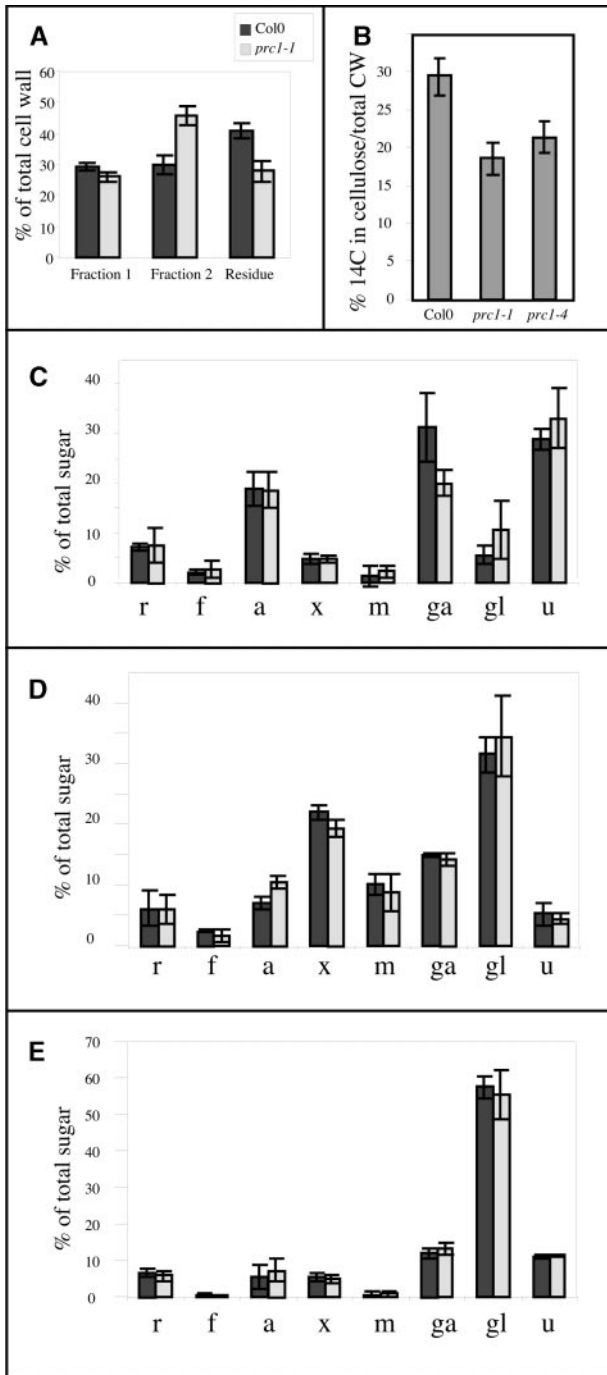 A
Col0
prc1-1
% of total cell wall
60
50
40
30
20
10
0
Fraction 1 Fraction 2 Residue
B
% 14C in cellulose/total CW
30
25
20
15
10
5
0
Col0 prc1-1 prc1-4
C
% of total sugar
40
30
20
10
0
r f a x m ga gl u
D
% of total sugar
40
30
20
10
0
r f a x m ga gl u
E
% of total sugar
70
60
50
40
30
20
10
0
r f a x m ga gl u